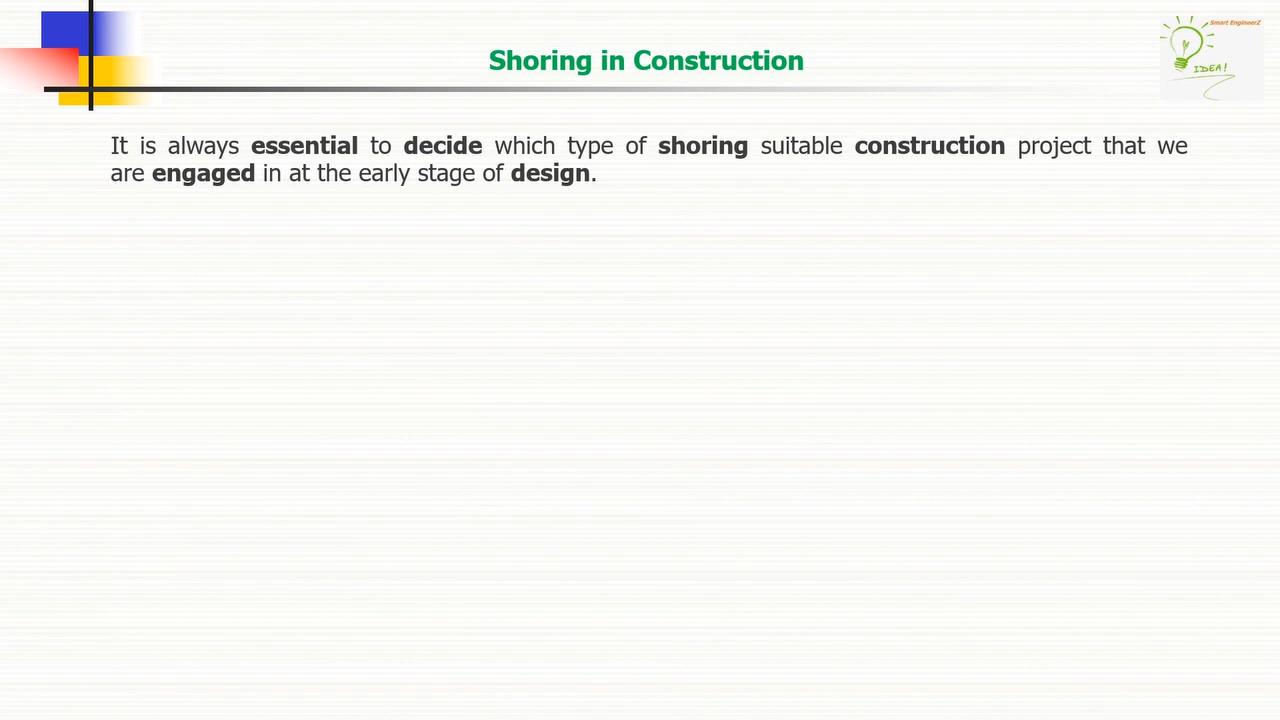 Smart EngineerZ
Shoring in Construction
IDEA!
It is always essential to decide which type of shoring suitable construction project that we
are engaged in at the early stage of design.